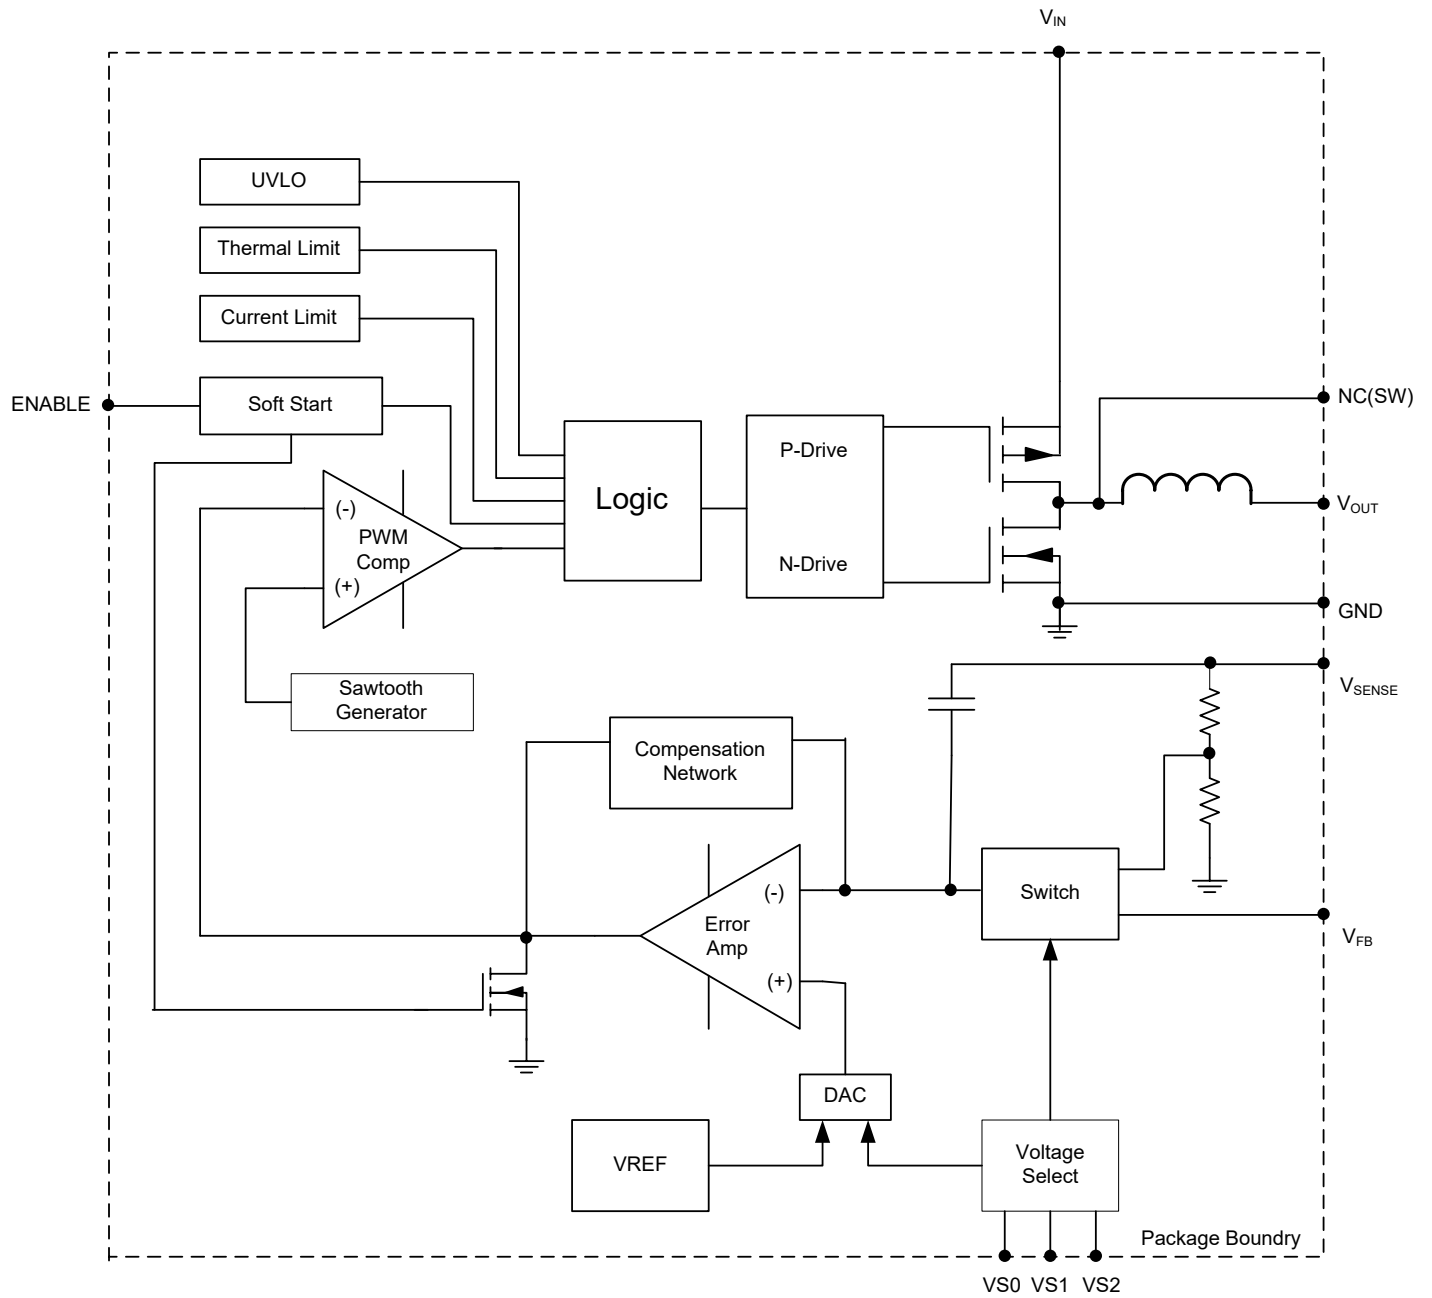 VIN
UVLO
Thermal Limit
Current Limit
ENABLE
Soft Start
NC(SW)
P-Drive
Logic
(-)
PWM
Comp
(+)
N-Drive
VOUT
GND
VSENSE
Sawtooth
Generator
Compensation
Network
Switch
(-)
Error
Amp
(+)
VFB
DAC
VREF
Voltage
Select
Package Boundry
VS0 VS1 VS2